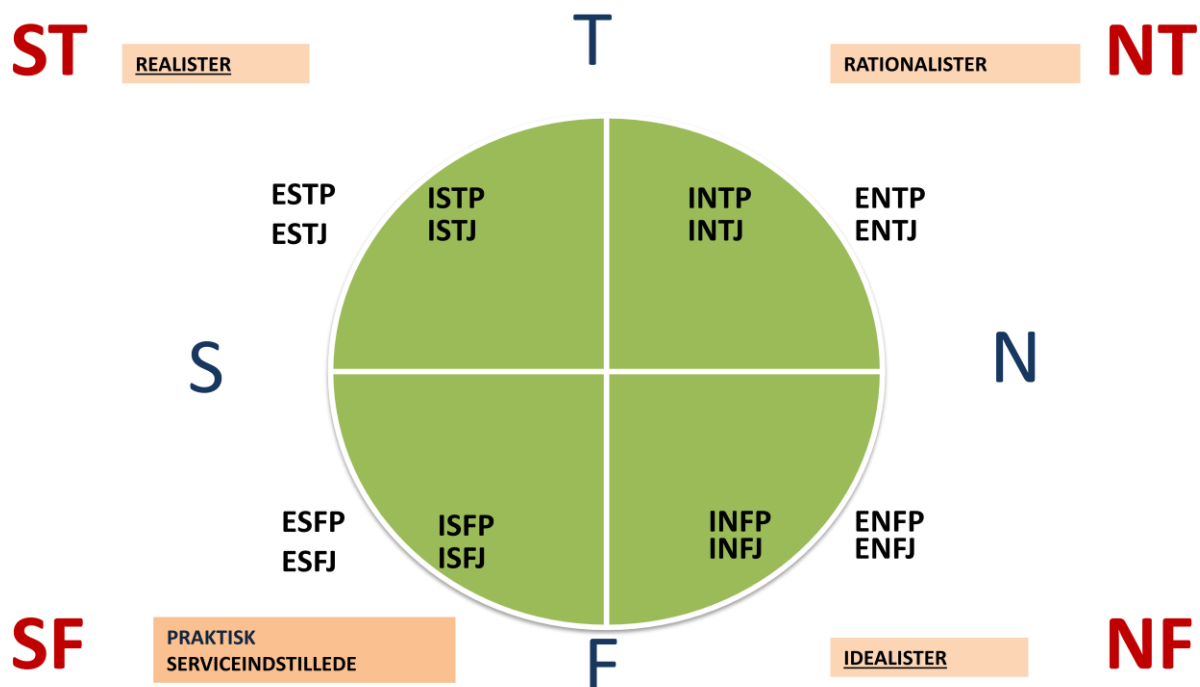 ST
REALISTER
T
RATIONALISTER
NT
ESTP
ESTJ
ISTP
ISTJ
INTP
INTJ
ENTP
ENTJ
S
N
ESFP
ESFJ
ISFP
ISFJ
INFP
INFJ
ENFP
ENFJ
SF
PRAKTISK
SERVICEINDSTILLEDE
F
IDEALISTER
NF